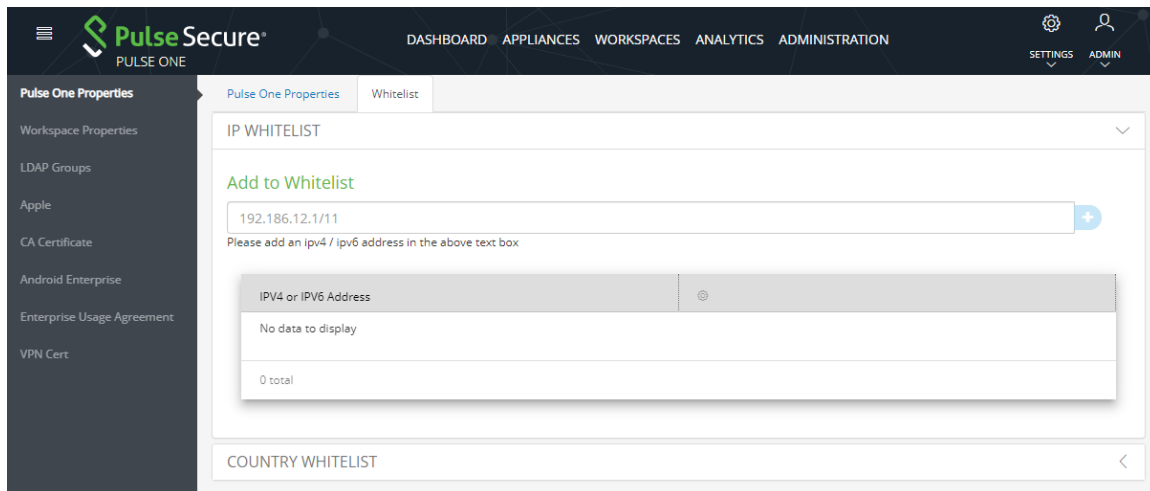 Pulse Secure®
PULSE ONE
DASHBOARD APPLIANCES WORKSPACES ANALYTICS ADMINISTRATION
SETTINGS ADMIN
Pulse One Properties
Workspace Properties
LDAP Groups
Apple
CA Certificate
Android Enterprise
Enterprise Usage Agreement
VPN Cert
Pulse One Properties Whitelist
IP WHITELIST
Add to Whitelist
192.186.12.1/11
Please add an ipv4 / ipv6 address in the above text box
IPV4 or IPV6 Address
No data to display
0 total
COUNTRY WHITELIST